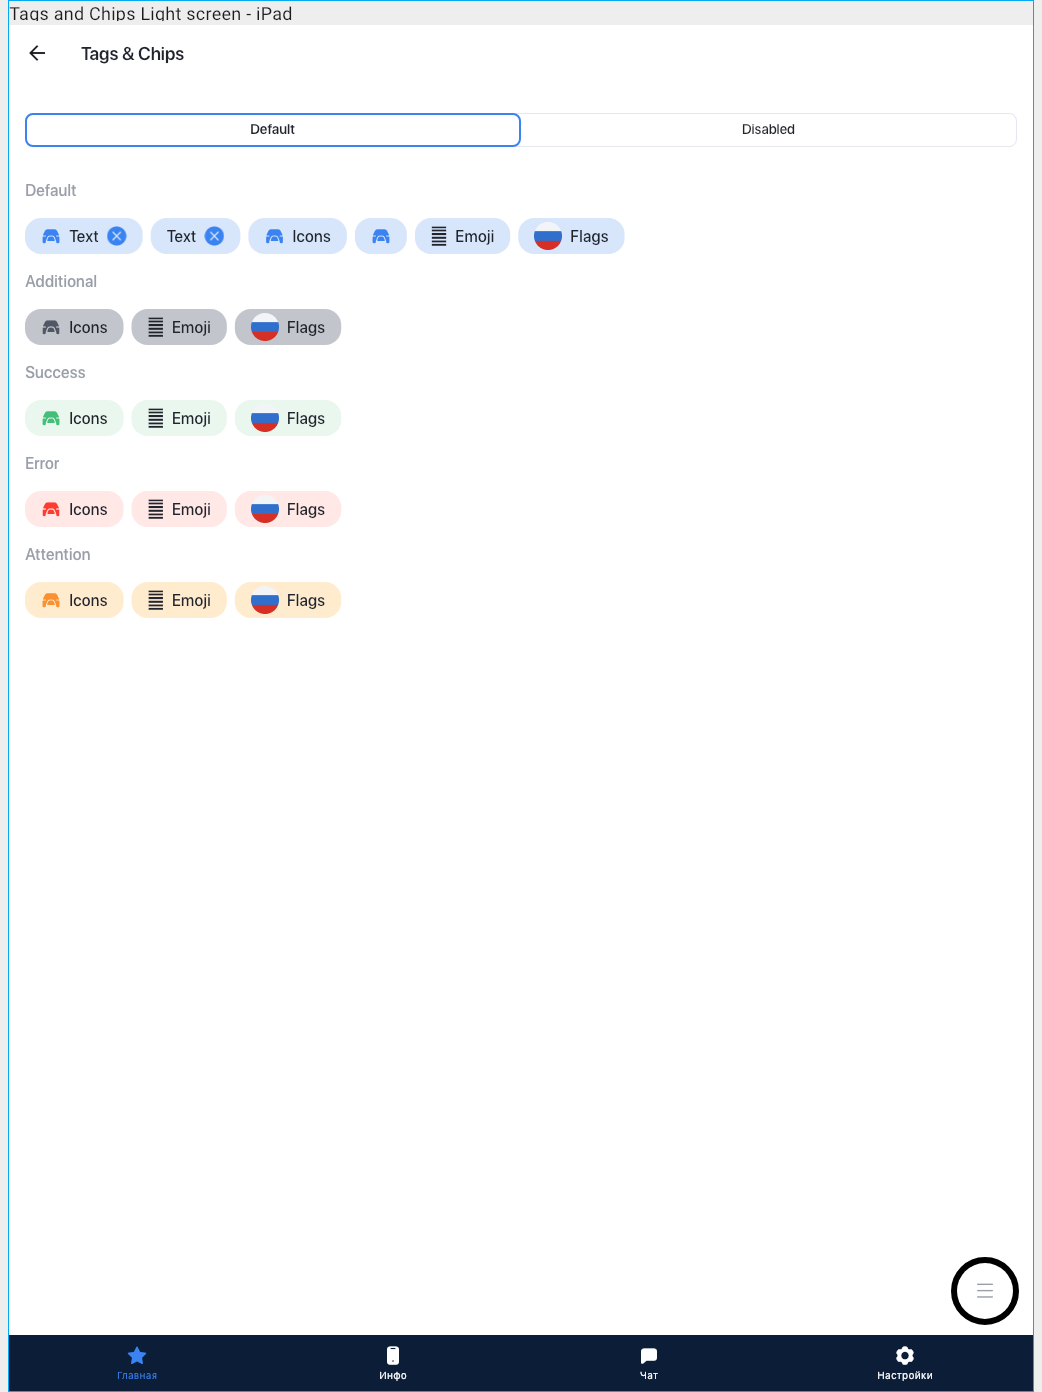 Tags and Chips Light screen - iPad
Tags & Chips
Default Disabled
Default
Text Text Icons Emoji Flags
Additional
Icons Emoji Flags
Success
Icons Emoji Flags
Error
Icons Emoji Flags
Attention
Icons Emoji Flags
Главная Инфо Чат Настройки